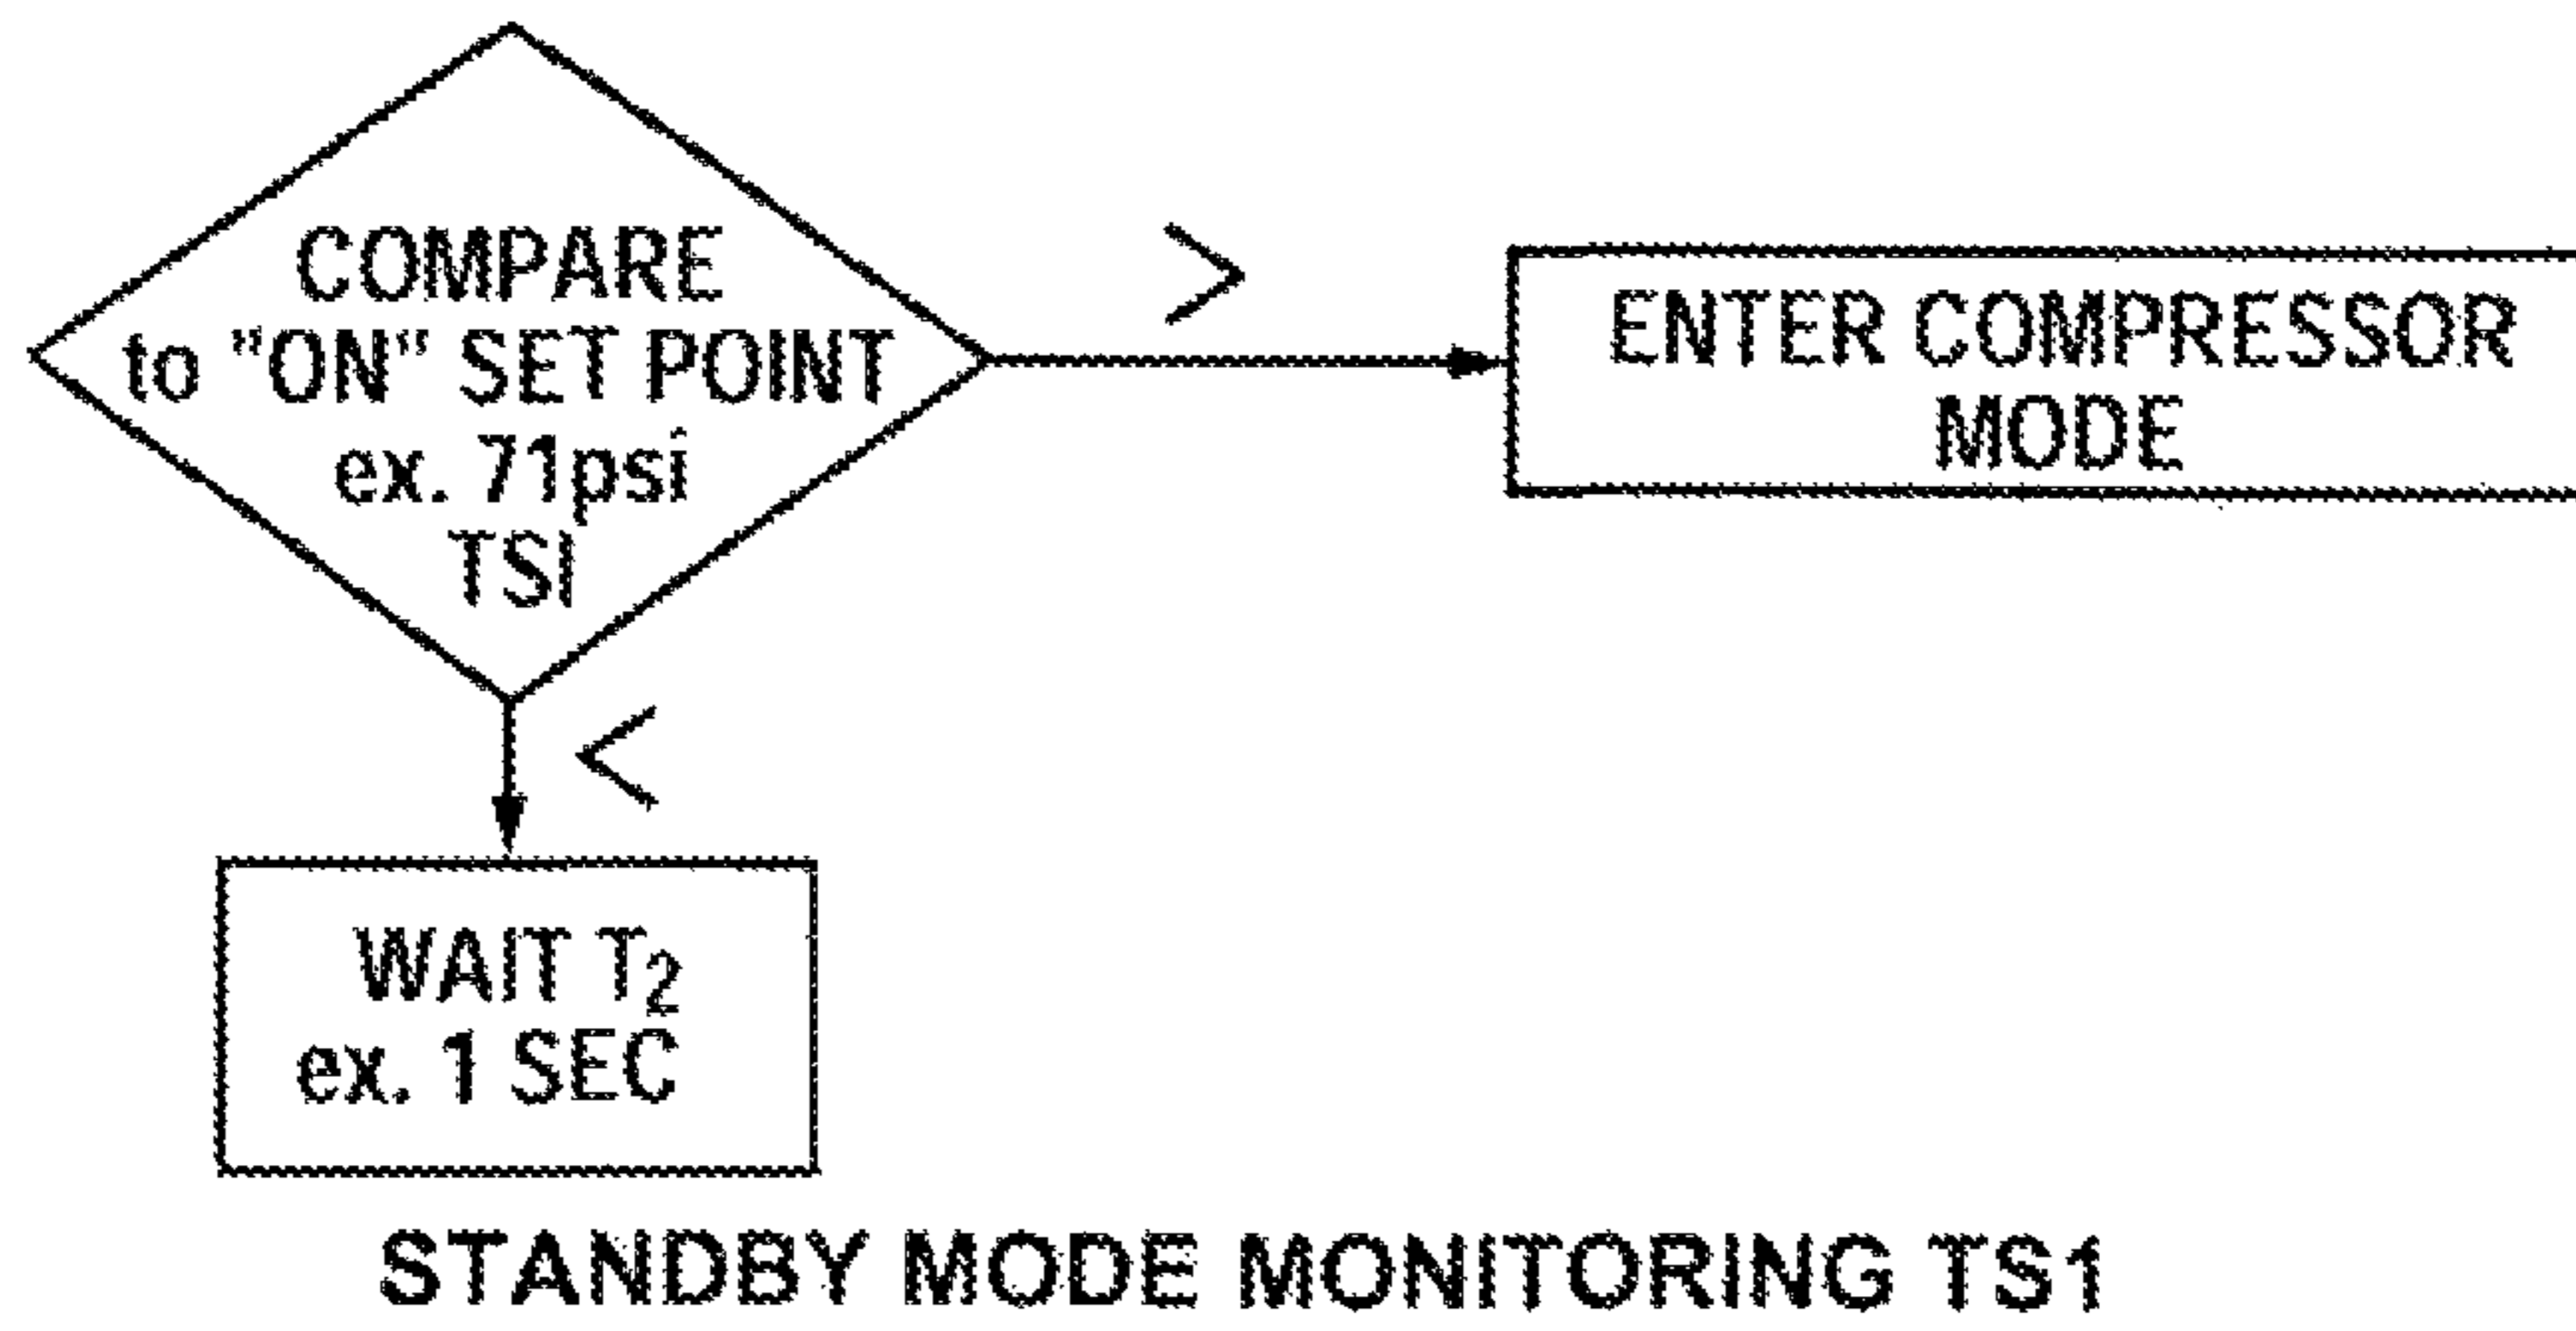 COMPARE
to "ON" SET POINT
ex. 71psi
TSI
>
ENTER COMPRESSOR
MODE
<
WAIT T₂
ex. 1 SEC
STANDBY MODE MONITORING TS1